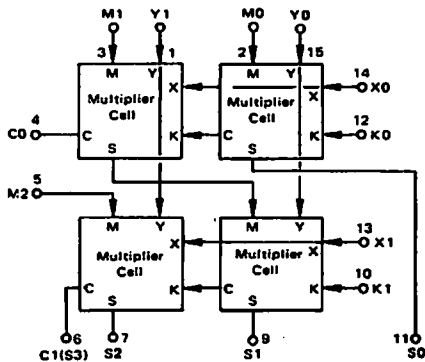 M1 Y1 M0 Y0
3 1 2 15
M Y M Y 14
X X X0
Multiplier Cell Multiplier Cell
4 12
C0 C K C K K0
S S
5
M2
M Y M Y 13
Multiplier Cell X Multiplier Cell X X1
10
C K C K K1
S S
6 7 9 11
C1(S3) S2 S1 S0